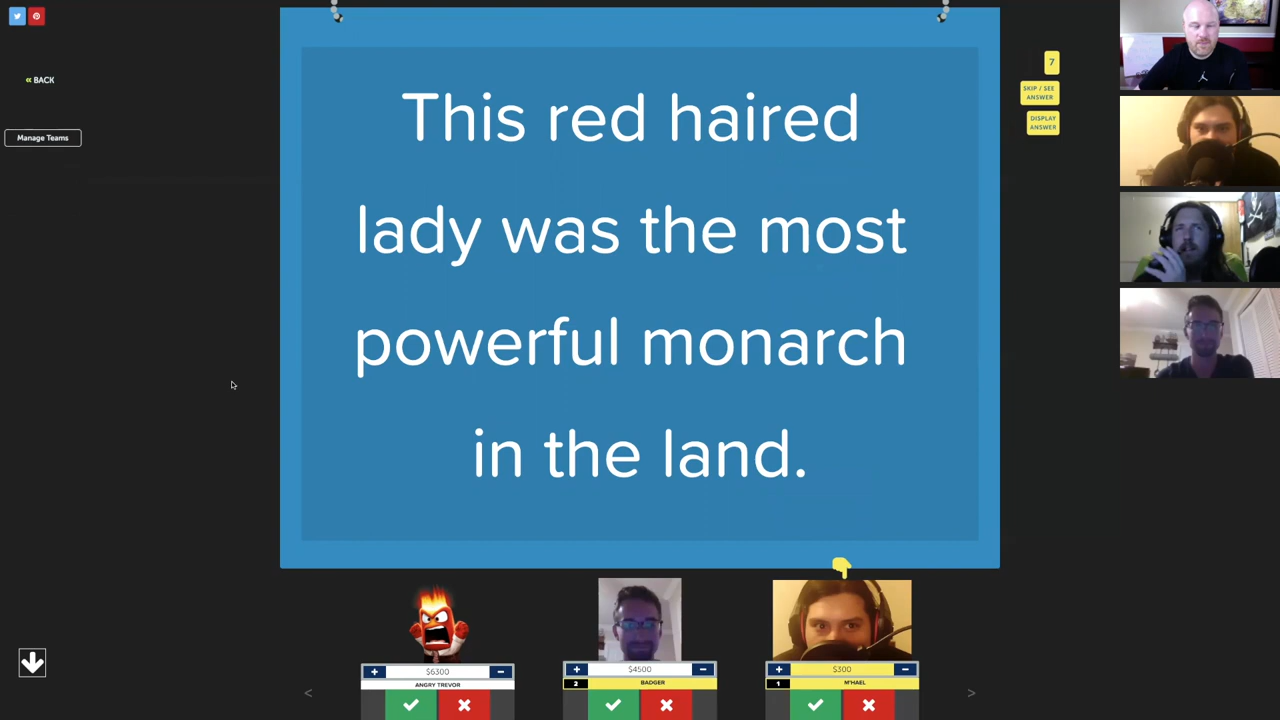 « BACK
Manage Teams
This red haired
lady was the most
powerful monarch
in the land.
7
SKIP / SEE
ANSWER
DISPLAY
ANSWER
$6300
ANGRY TREVOR
$4500
2 BADGER
$300
1 M'HAEL